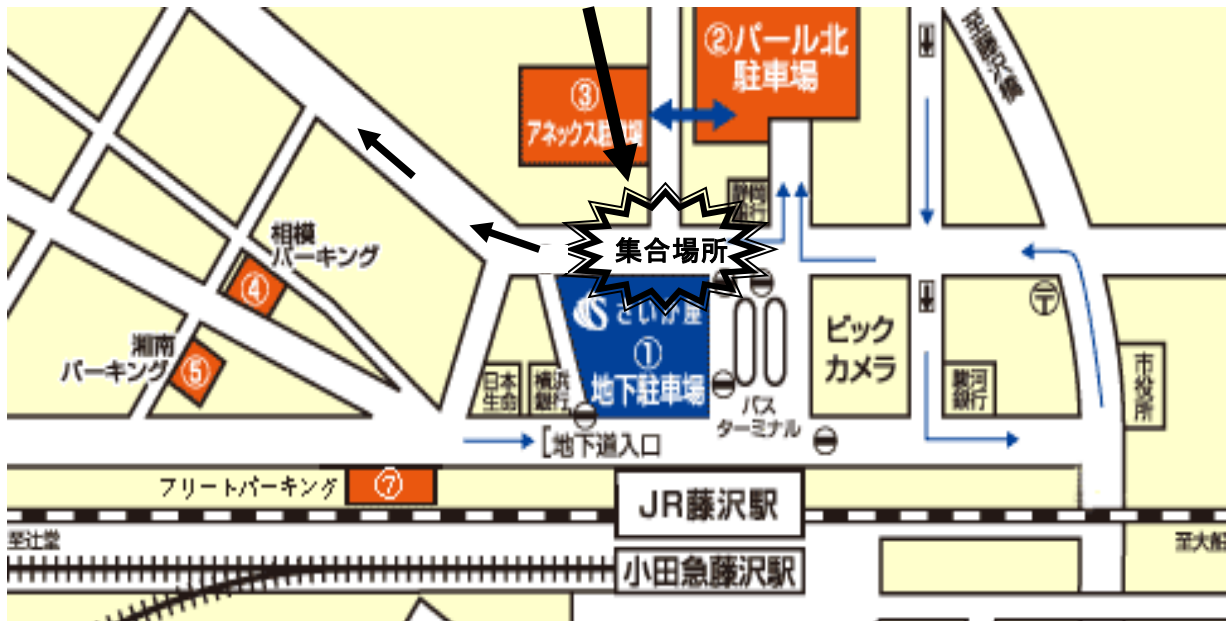 至藤沢橋
②パール北
駐車場
③
アネックス駐車場
静岡
銀行
集合場所
相模
パーキング
④
湘南
パーキング
⑤
さいか屋
①
地下駐車場
日本
生命
横浜
銀行
バス
ターミナル
ビック
カメラ
〒
駿河
銀行
市役所
[地下道入口
フリートパーキング
⑦
JR藤沢駅
至辻堂
至大船
小田急藤沢駅